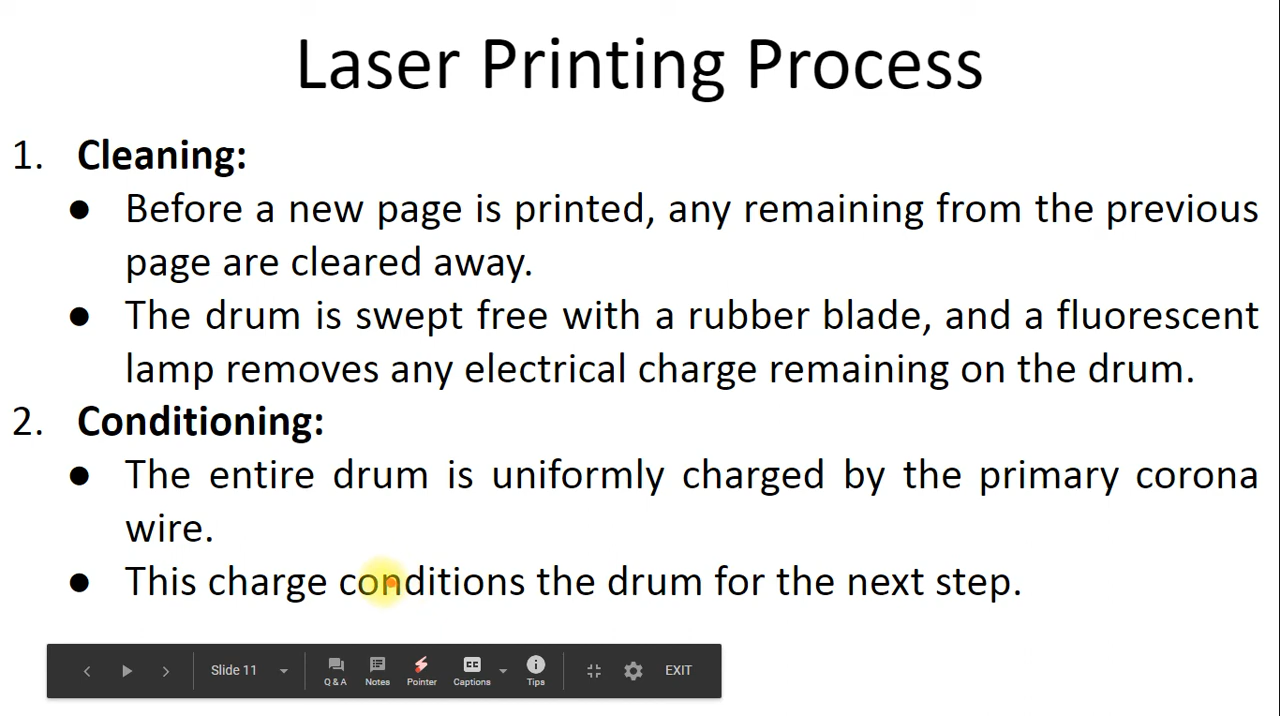 Laser Printing Process
1. Cleaning:
● Before a new page is printed, any remaining from the previous
page are cleared away.
● The drum is swept free with a rubber blade, and a fluorescent
lamp removes any electrical charge remaining on the drum.
2. Conditioning:
● The entire drum is uniformly charged by the primary corona
wire.
● This charge conditions the drum for the next step.
Slide 11 Q & A Notes Pointer CC Captions Tips EXIT